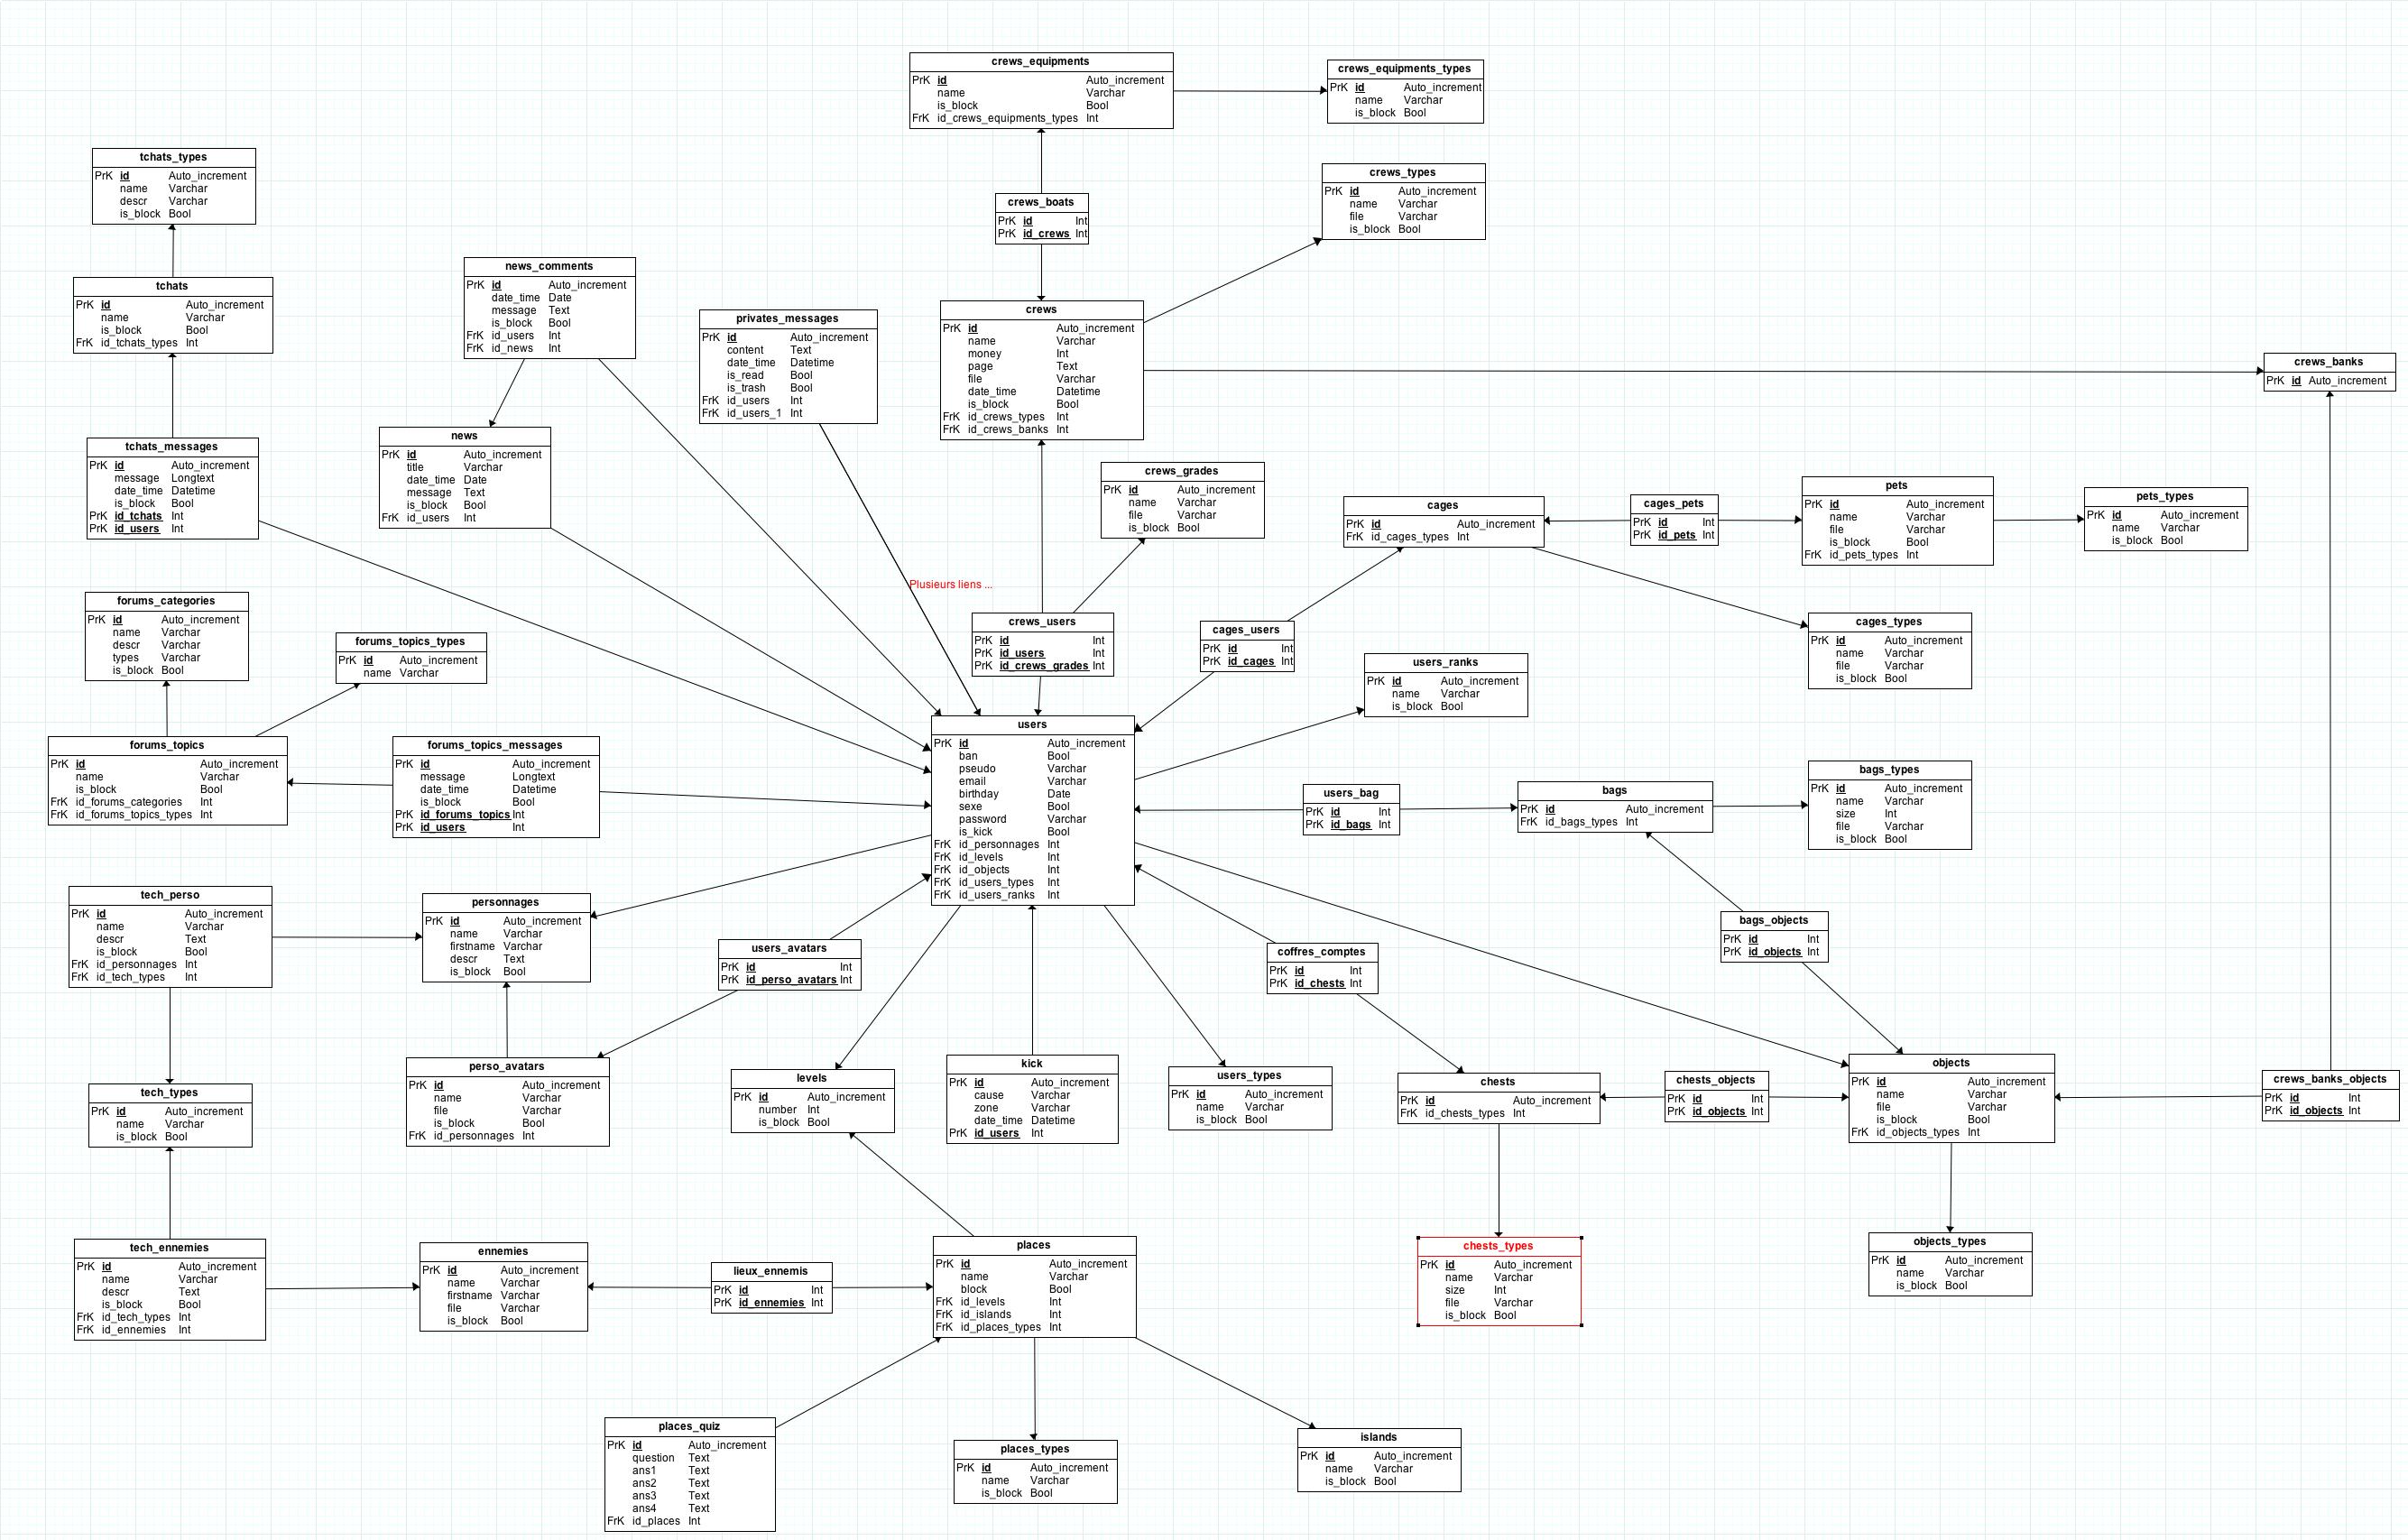 crews_equipments
PrK id Auto_increment
name Varchar
is_block Bool
FrK id_crews_equipments_types Int
crews_equipments_types
PrK id Auto_increment
name Varchar
is_block Bool
tchats_types
PrK id Auto_increment
name Varchar
descr Varchar
is_block Bool
crews_types
PrK id Auto_increment
name Varchar
file Varchar
is_block Bool
crews_boats
PrK id Int
PrK id_crews Int
tchats
PrK id Auto_increment
name Varchar
is_block Bool
FrK id_tchats_types Int
news_comments
PrK id Auto_increment
date_time Date
message Text
is_block Bool
FrK id_users Int
FrK id_news Int
privates_messages
PrK id Auto_increment
content Text
date_time Datetime
is_read Bool
is_trash Bool
FrK id_users Int
FrK id_users_1 Int
crews
PrK id Auto_increment
name Varchar
money Int
page Text
file Varchar
date_time Datetime
is_block Bool
FrK id_crews_types Int
FrK id_crews_banks Int
crews_banks
PrK id Auto_increment
tchats_messages
PrK id Auto_increment
message Longtext
date_time Datetime
is_block Bool
PrK id_tchats Int
PrK id_users Int
news
PrK id Auto_increment
title Varchar
date_time Date
message Text
is_block Bool
FrK id_users Int
crews_grades
PrK id Auto_increment
name Varchar
file Varchar
is_block Bool
cages
PrK id Auto_increment
FrK id_cages_types Int
cages_pets
PrK id Int
PrK id_pets Int
pets
PrK id Auto_increment
name Varchar
file Varchar
is_block Bool
FrK id_pets_types Int
pets_types
PrK id Auto_increment
name Varchar
is_block Bool
Plusieurs liens ...
forums_categories
PrK id Auto_increment
name Varchar
descr Varchar
types Varchar
is_block Bool
forums_topics_types
PrK id Auto_increment
name Varchar
crews_users
PrK id Int
PrK id_users Int
PrK id_crews_grades Int
cages_users
PrK id Int
PrK id_cages Int
cages_types
PrK id Auto_increment
name Varchar
file Varchar
is_block Bool
users_ranks
PrK id Auto_increment
name Varchar
is_block Bool
forums_topics
PrK id Auto_increment
name Varchar
is_block Bool
FrK id_forums_categories Int
FrK id_forums_topics_types Int
forums_topics_messages
PrK id Auto_increment
message Longtext
date_time Datetime
is_block Bool
PrK id_forums_topics Int
PrK id_users Int
users
PrK id Auto_increment
ban Bool
pseudo Varchar
email Varchar
birthday Date
sexe Bool
password Varchar
is_kick Bool
FrK id_personnages Int
FrK id_levels Int
FrK id_objects Int
FrK id_users_types Int
FrK id_users_ranks Int
users_bag
PrK id Int
PrK id_bags Int
bags
PrK id Auto_increment
FrK id_bags_types Int
bags_types
PrK id Auto_increment
name Varchar
size Int
file Varchar
is_block Bool
tech_perso
PrK id Auto_increment
name Varchar
descr Text
is_block Bool
FrK id_personnages Int
FrK id_tech_types Int
personnages
PrK id Auto_increment
name Varchar
firstname Varchar
descr Text
is_block Bool
users_avatars
PrK id Int
PrK id_perso_avatars Int
coffres_comptes
PrK id Int
PrK id_chests Int
bags_objects
PrK id Int
PrK id_objects Int
tech_types
PrK id Auto_increment
name Varchar
is_block Bool
perso_avatars
PrK id Auto_increment
name Varchar
file Varchar
is_block Bool
FrK id_personnages Int
levels
PrK id Auto_increment
number Int
is_block Bool
kick
PrK id Auto_increment
cause Varchar
zone Varchar
date_time Datetime
PrK id_users Int
users_types
PrK id Auto_increment
name Varchar
is_block Bool
chests
PrK id Auto_increment
FrK id_chests_types Int
chests_objects
PrK id Int
PrK id_objects Int
objects
PrK id Auto_increment
name Varchar
file Varchar
is_block Bool
FrK id_objects_types Int
crews_banks_objects
PrK id Int
PrK id_objects Int
tech_ennemies
PrK id Auto_increment
name Varchar
descr Text
is_block Bool
FrK id_tech_types Int
FrK id_ennemies Int
ennemies
PrK id Auto_increment
name Varchar
firstname Varchar
file Varchar
is_block Bool
lieux_ennemis
PrK id Int
PrK id_ennemies Int
places
PrK id Auto_increment
name Varchar
block Bool
FrK id_levels Int
FrK id_islands Int
FrK id_places_types Int
chests_types
PrK id Auto_increment
name Varchar
size Int
file Varchar
is_block Bool
objects_types
PrK id Auto_increment
name Varchar
is_block Bool
places_quiz
PrK id Auto_increment
question Text
ans1 Text
ans2 Text
ans3 Text
ans4 Text
FrK id_places Int
places_types
PrK id Auto_increment
name Varchar
is_block Bool
islands
PrK id Auto_increment
name Varchar
is_block Bool